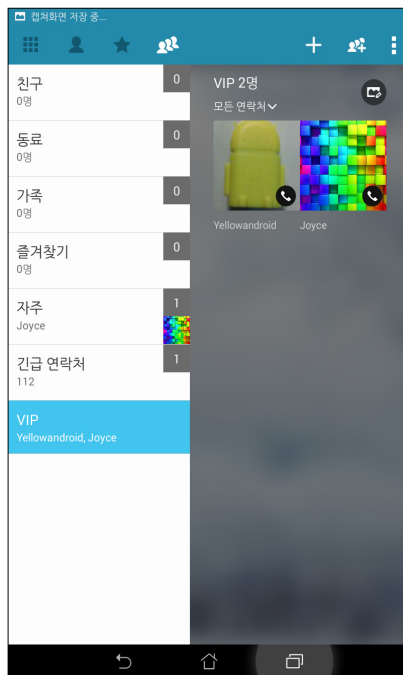 캡쳐화면 저장 중...
친구
0
0명
동료
0
0명
가족
0
0명
즐겨찾기
0
0명
자주
1
Joyce
긴급 연락처
1
112
VIP
Yellowandroid, Joyce
VIP 2명
모든 연락처
Yellowandroid
Joyce